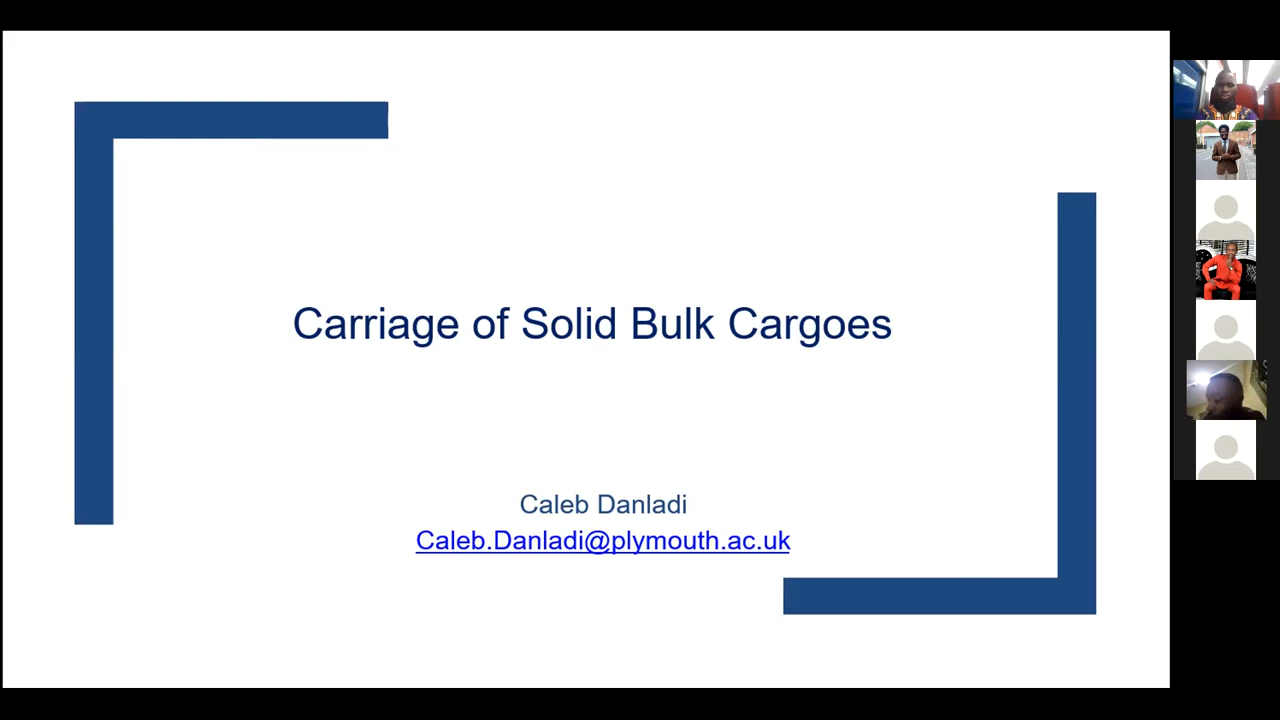 Carriage of Solid Bulk Cargoes
Caleb Danladi
Caleb.Danladi@plymouth.ac.uk